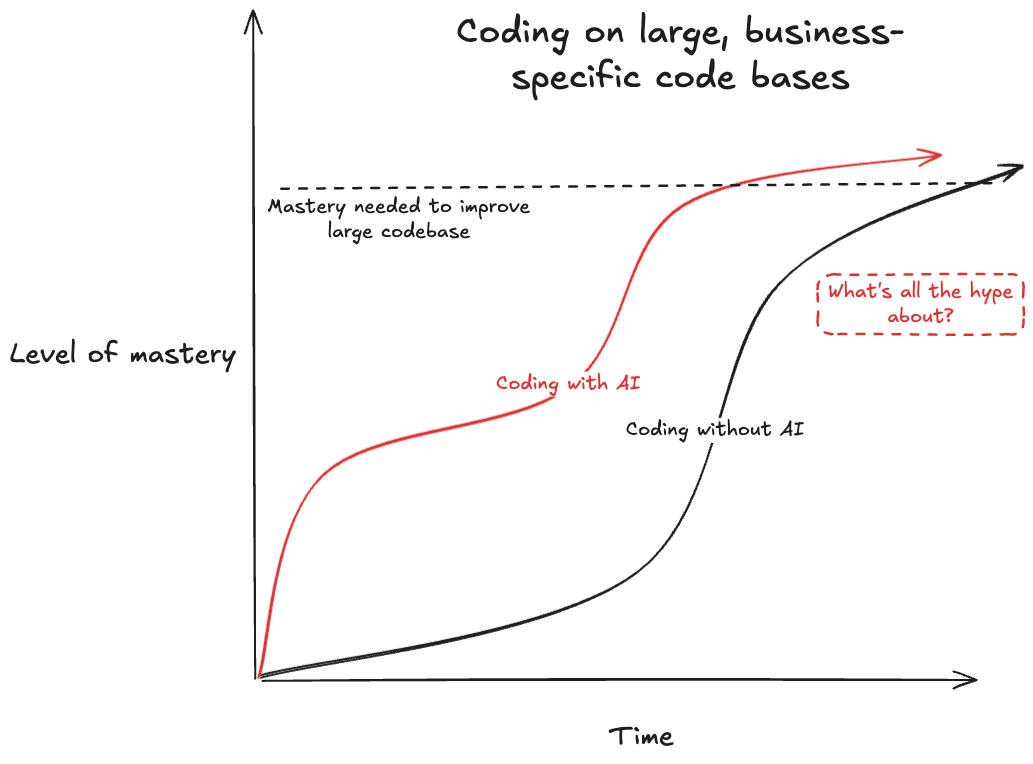 Coding on large, business-
specific code bases
Mastery needed to improve
large codebase
What's all the hype
about?
Level of mastery
Coding with AI
Coding without AI
Time